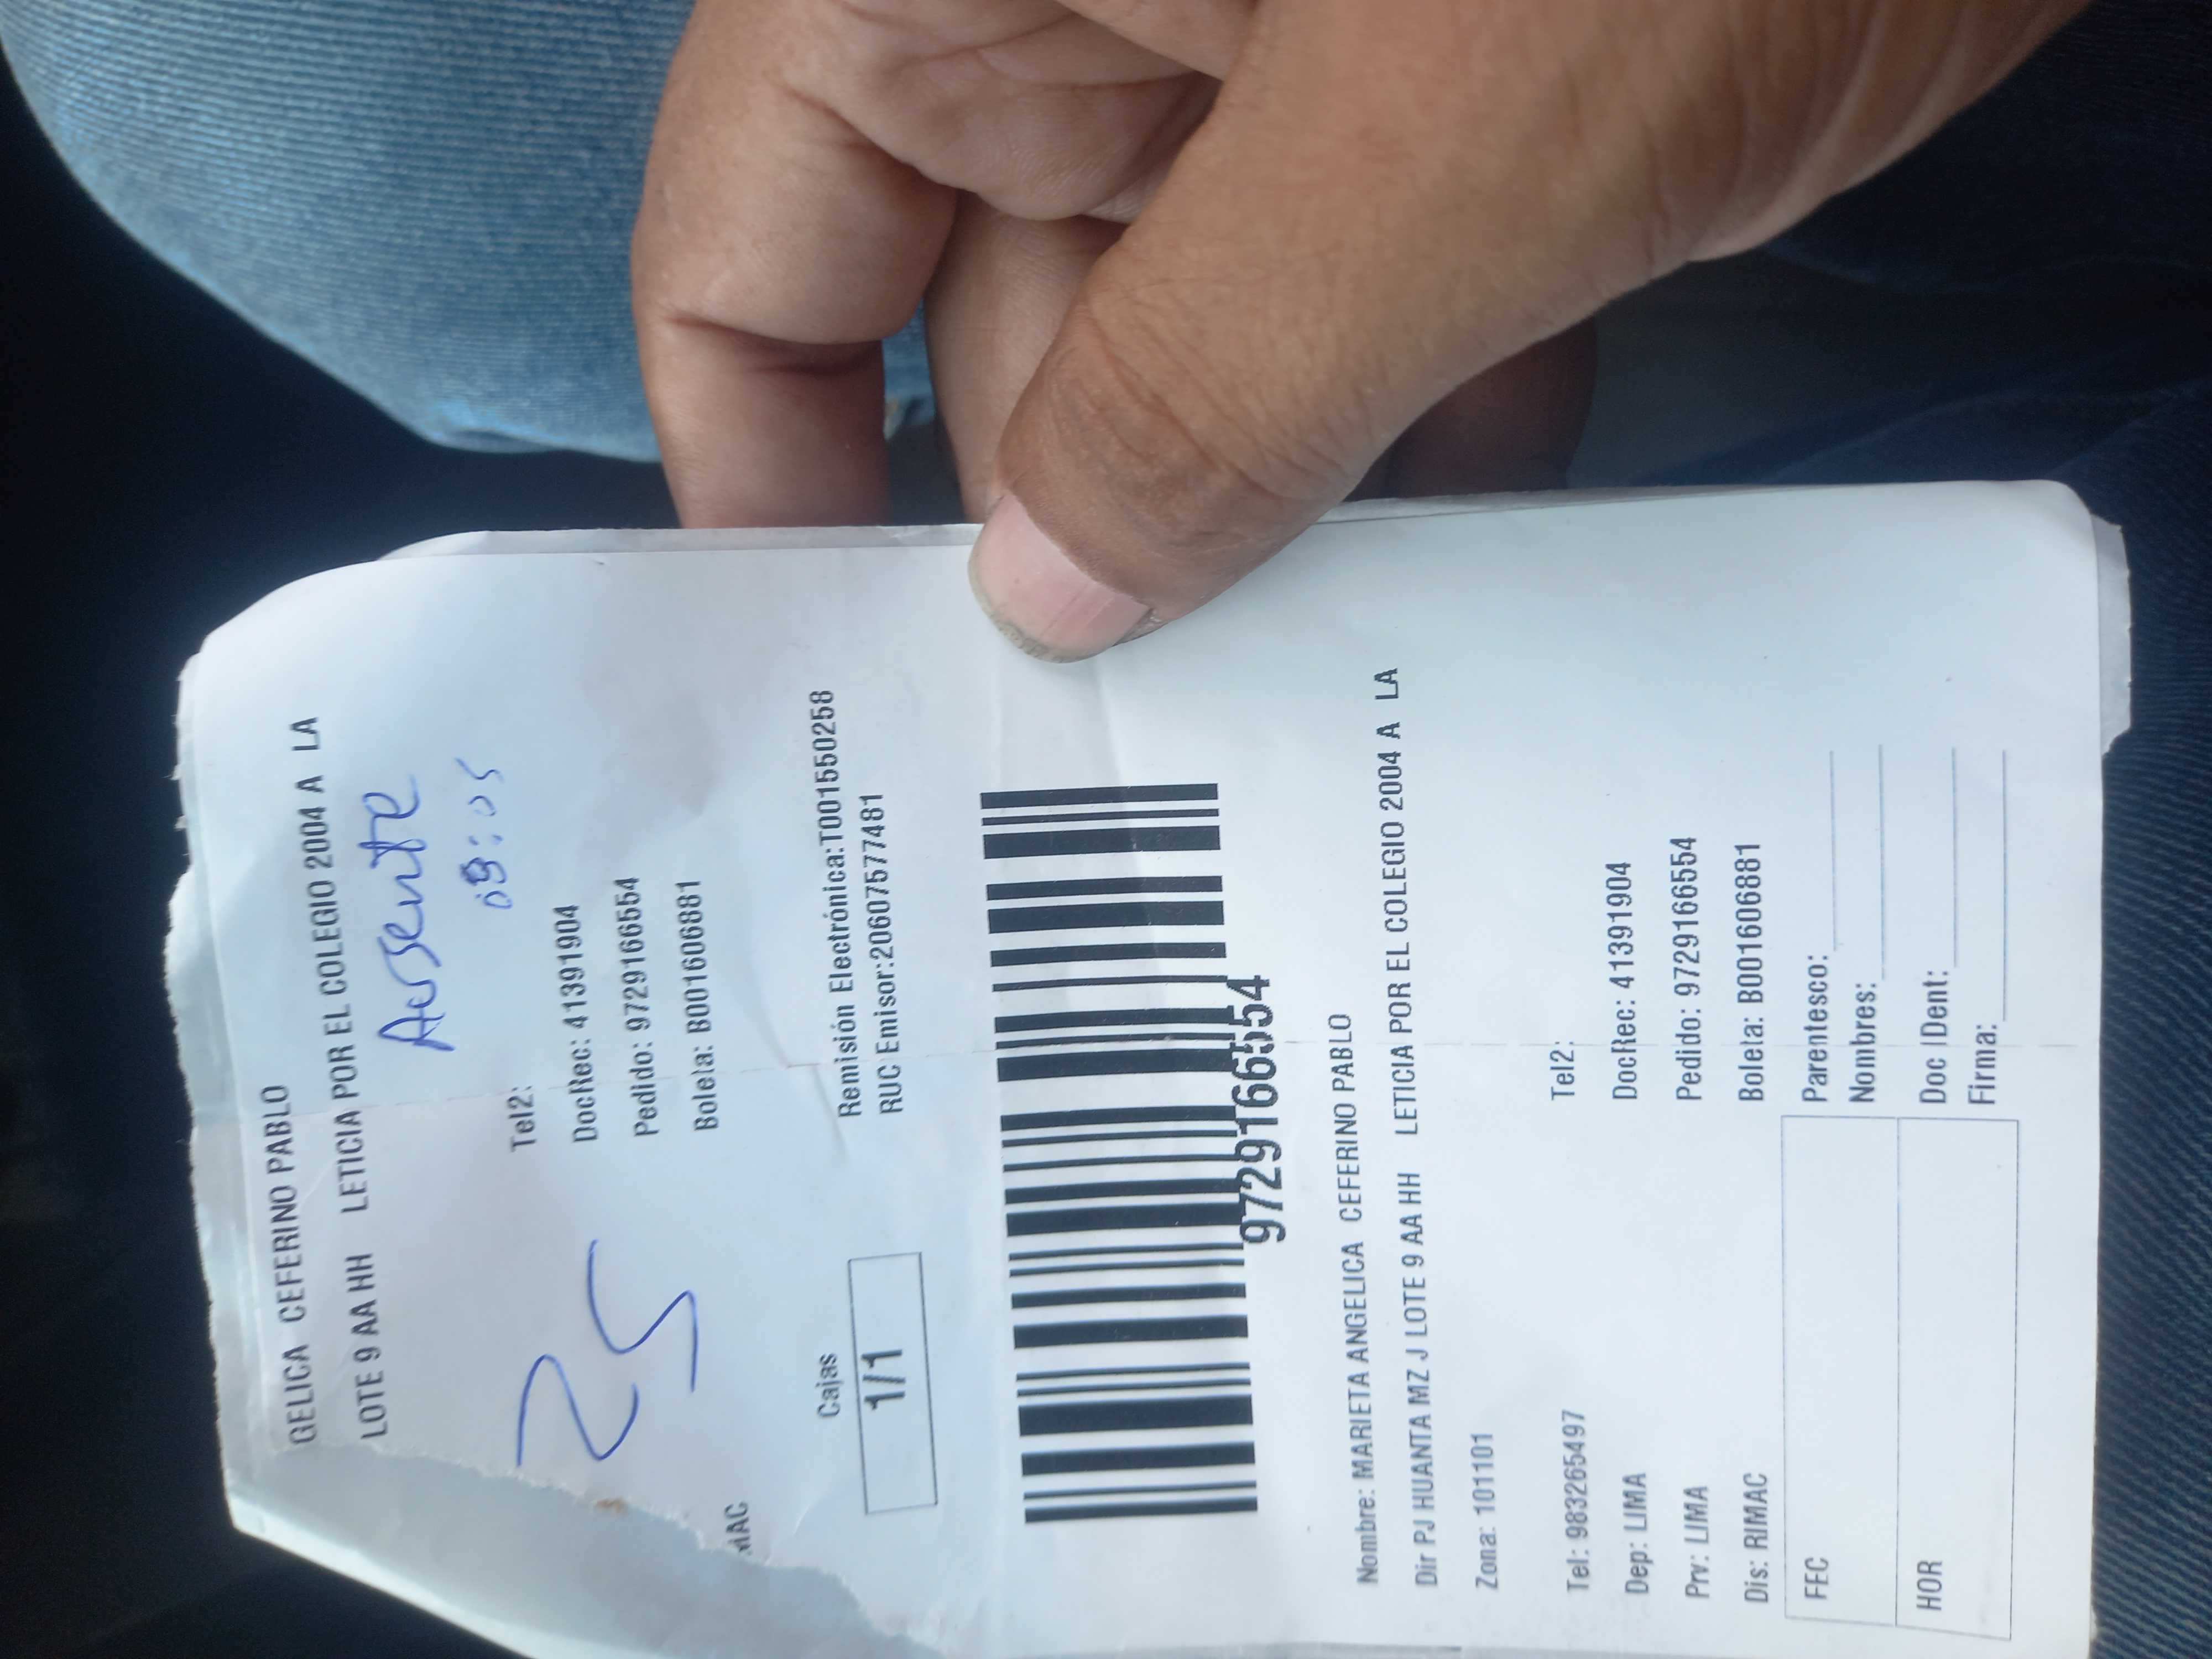 GELICA CEFERINO PABLO
LOTE 9 AA HH LETICIA POR EL COLEGIO 2004 A LA
Ausente
09:05
Tel2:
25
DocRec: 41391904
Pedido: 9729166554
MAC
Boleta: B001606881
Cajas
1/1
Remisión Electrónica:T001550258
RUC Emisor:20607577481
9729166554
Nombre: MARIETA ANGELICA CEFERINO PABLO
Dir PJ HUANTA MZ J LOTE 9 AA HH LETICIA POR EL COLEGIO 2004 A LA
Zona: 101101
Tel: 983265497 Tel2:
Dep: LIMA DocRec: 41391904
Prv: LIMA Pedido: 9729166554
Dis: RIMAC Boleta: B001606881
FEC
Parentesco:
Nombres:
HOR
Doc IDent:
Firma: